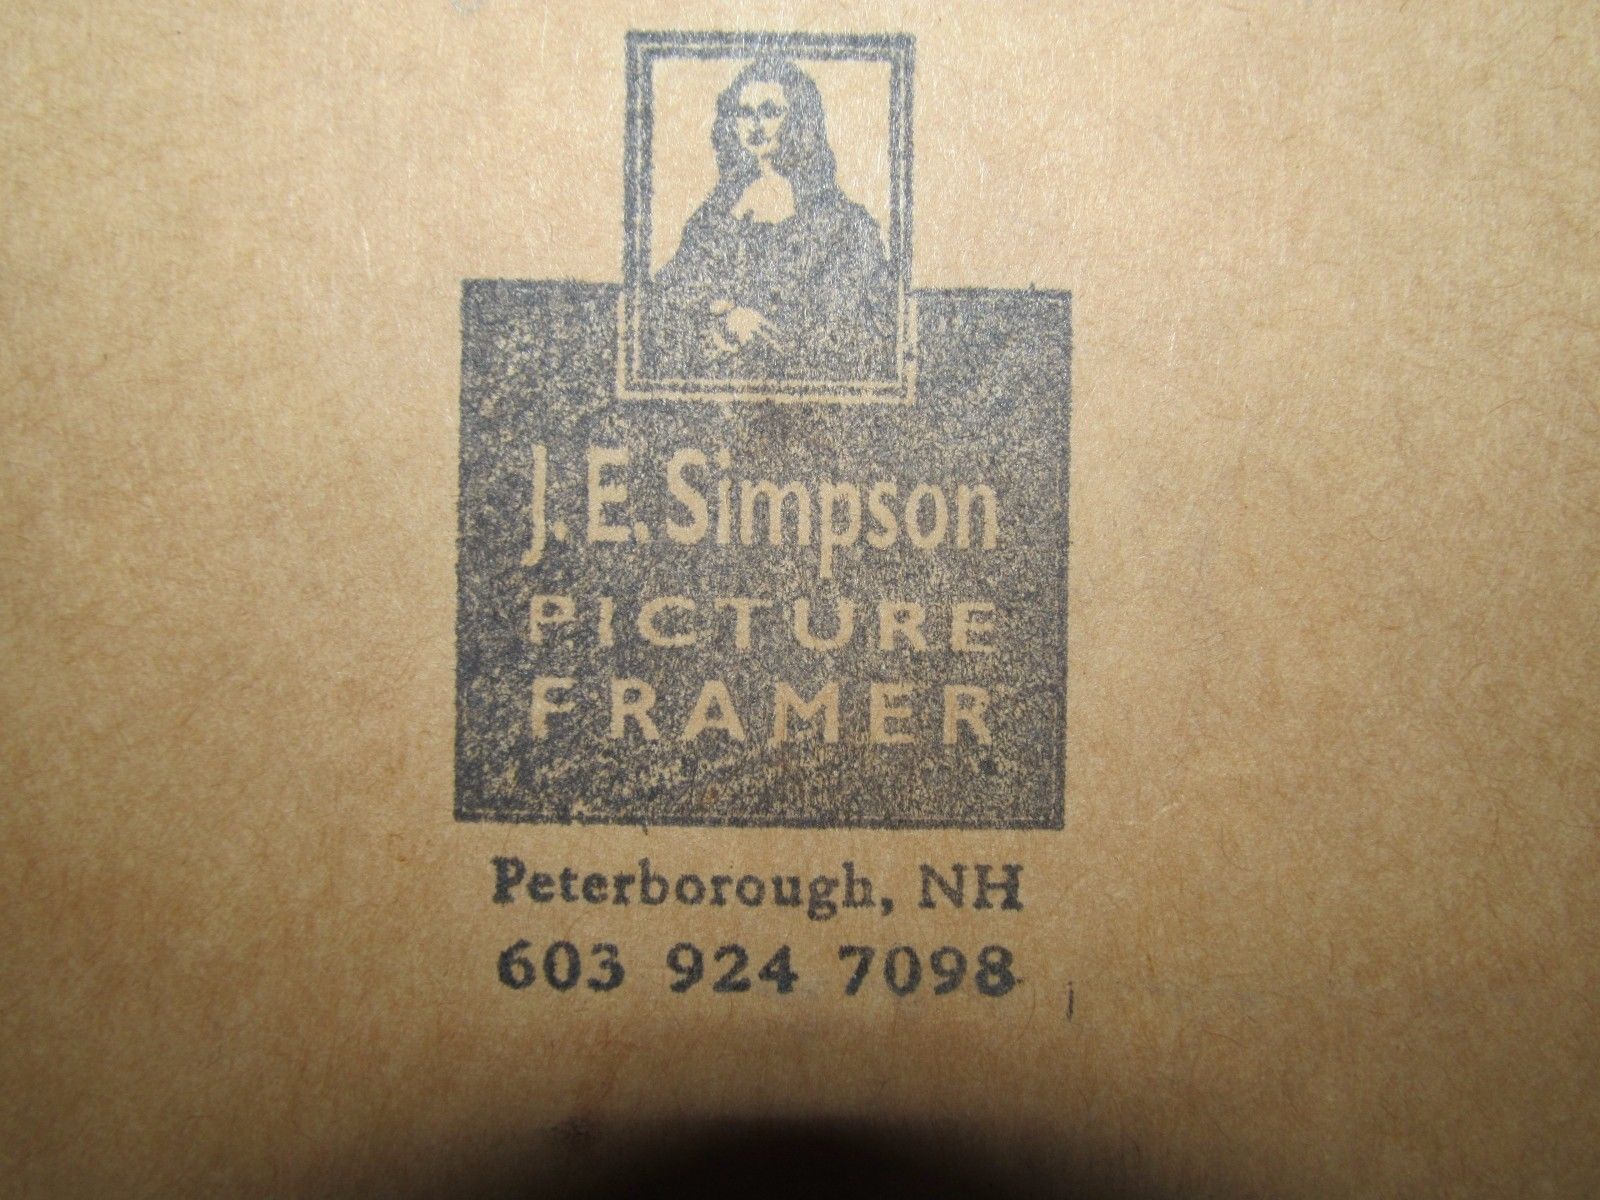 J. E. Simpson
PICTURE
FRAMER
Peterborough, NH
603 924 7098